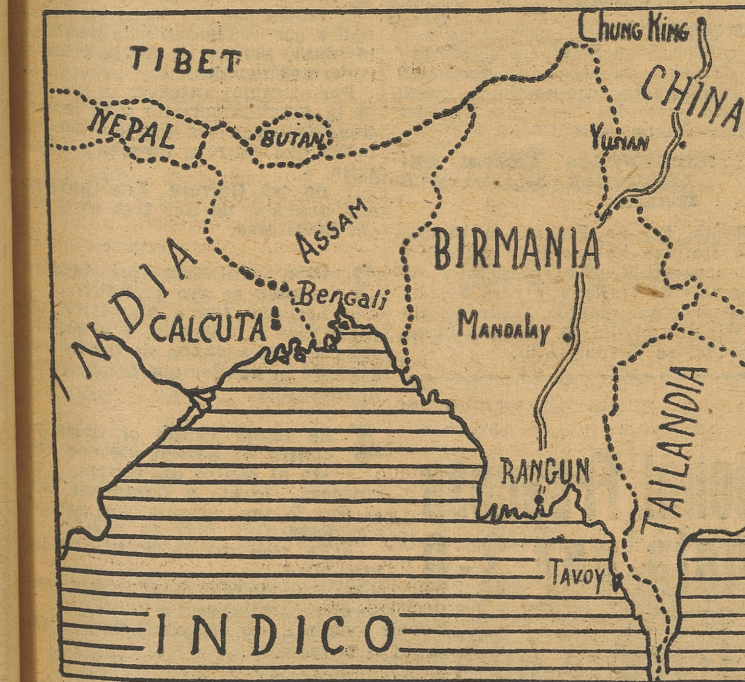 CHUNG KING
TIBET
CHINA
NEPAL
BUTAN
YUNAN
ASSAM
BIRMANIA
INDIA
Bengali
CALCUTA
MANDALAY
TAILANDIA
RANGUN
TAVOY
INDICO